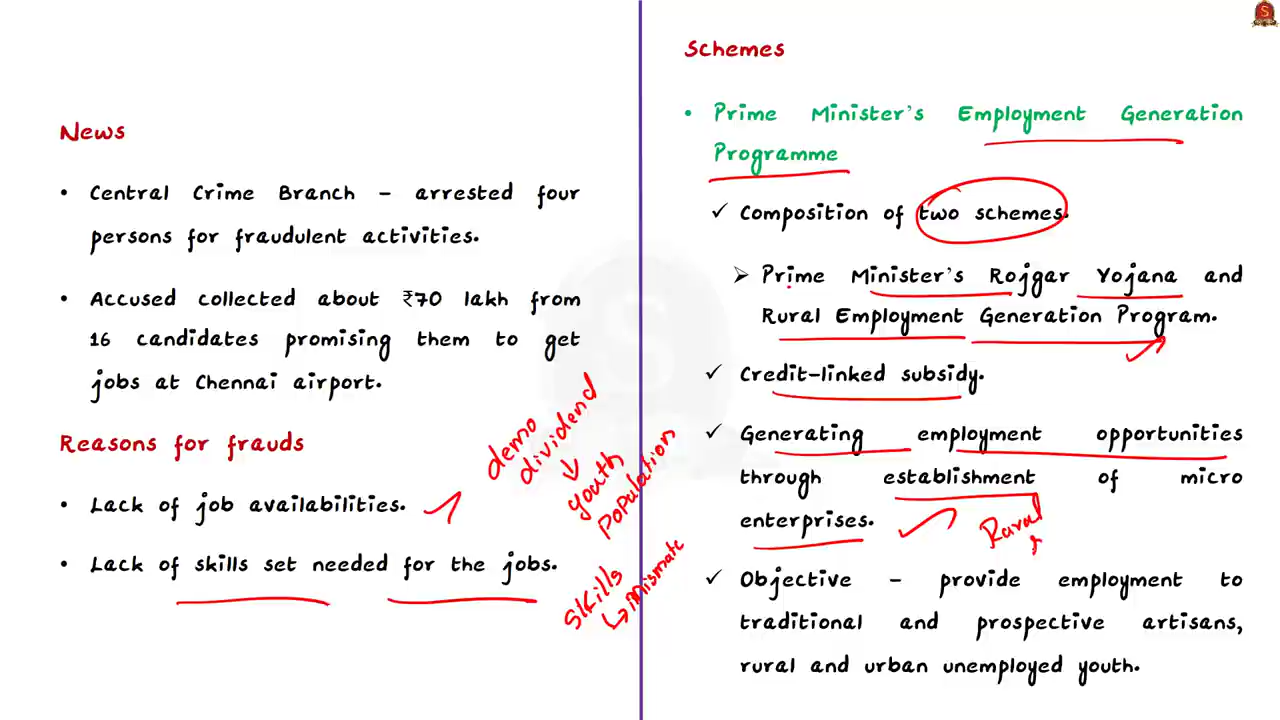 News
• Central Crime Branch – arrested four
persons for fraudulent activities.
• Accused collected about ₹70 lakh from
16 candidates promising them to get
jobs at Chennai airport.
Reasons for frauds
• Lack of job availabilities.
• Lack of skills set needed for the jobs.
demo
dividend
↓
youth
population
Skills
↳ Mismatc
Schemes
• Prime Minister's Employment Generation
Programme
✓ Composition of two schemes.
➢ Prime Minister's Rojgar Yojana and
Rural Employment Generation Program.
✓ Credit-linked subsidy.
✓ Generating employment opportunities
through establishment of micro
enterprises.
Rural
✓ Objective – provide employment to
traditional and prospective artisans,
rural and urban unemployed youth.